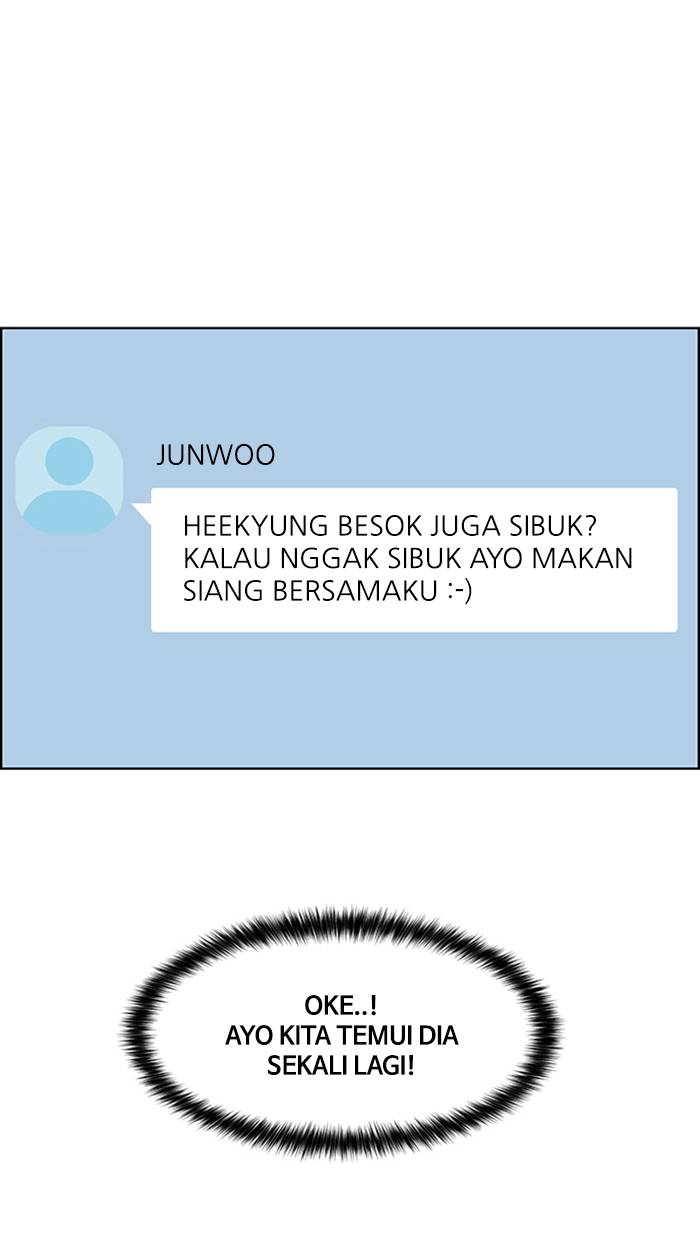 JUNWOO
HEEKYUNG BESOK JUGA SIBUK?
KALAU NGGAK SIBUK AYO MAKAN
SIANG BERSAMAKU :-)
OKE..!
AYO KITA TEMUI DIA
SEKALI LAGI!